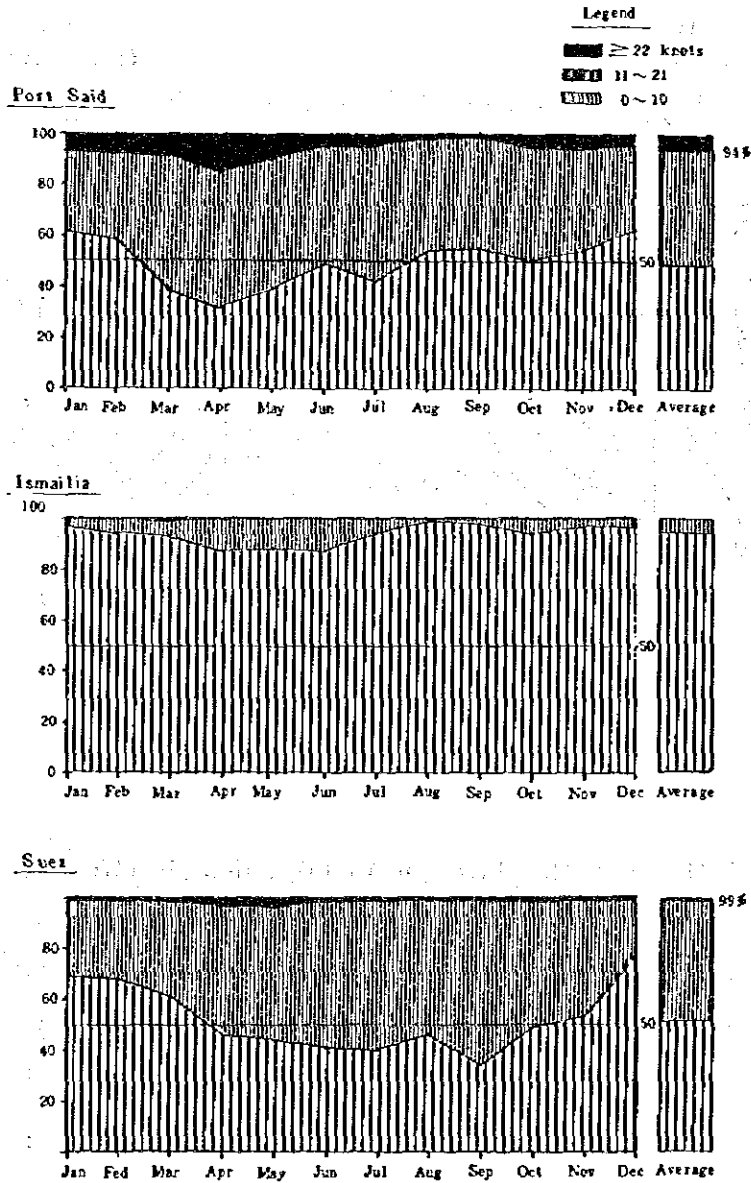 Legend
≥ 22 knots
11 ~ 21
0 ~ 10
Port Said
100
80
60
40
20
0
94%
50
Jan Feb Mar Apr May Jun Jul Aug Sep Oct Nov Dec Average
Ismailia
100
80
60
40
20
0
50
Jan Feb Mar Apr May Jun Jul Aug Sep Oct Nov Dec Average
Suez
80
60
40
20
99%
50
Jan Fed Mar Apr May Jun Jul Aug Sep Oct Nov Dec Average